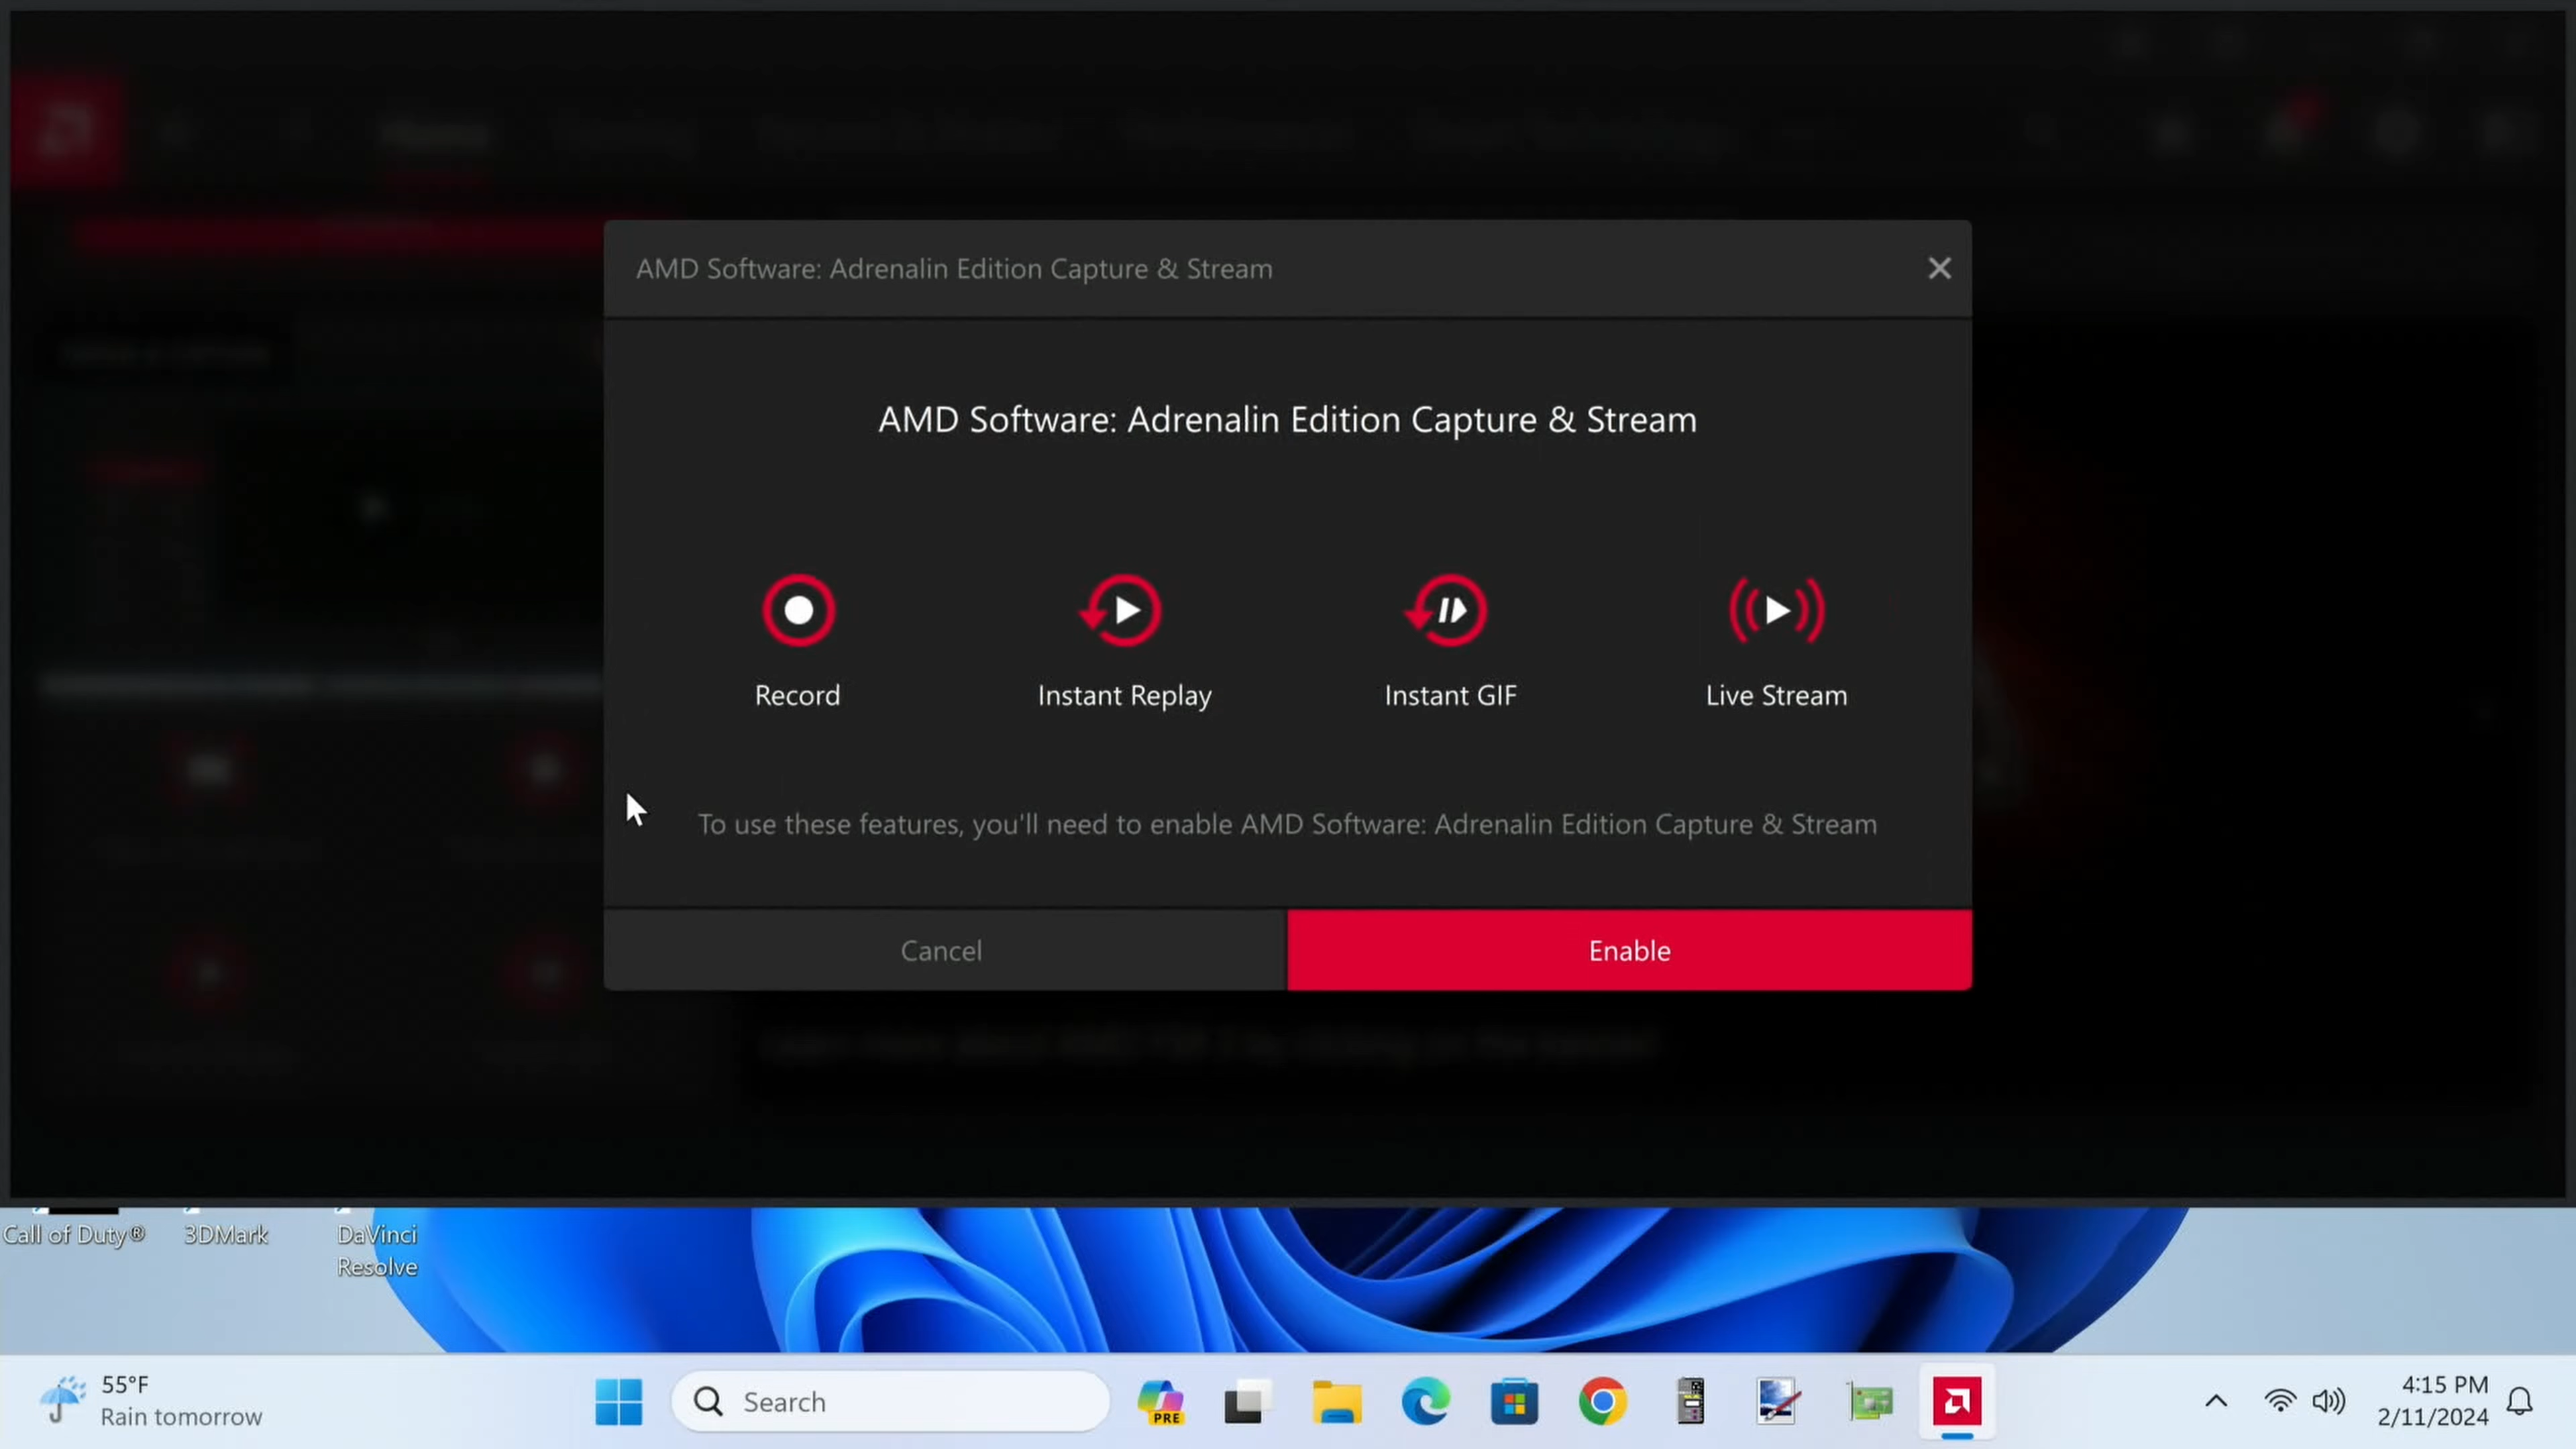 Home
AMD Software: Adrenalin Edition Capture & Stream
AMD Software: Adrenalin Edition Capture & Stream
Record
Instant Replay
Instant GIF
Live Stream
To use these features, you'll need to enable AMD Software: Adrenalin Edition Capture & Stream
Cancel
Enable
Call of Duty®
3DMark
DaVinci
Resolve
55°F
Rain tomorrow
Search
PRE
4:15 PM
2/11/2024